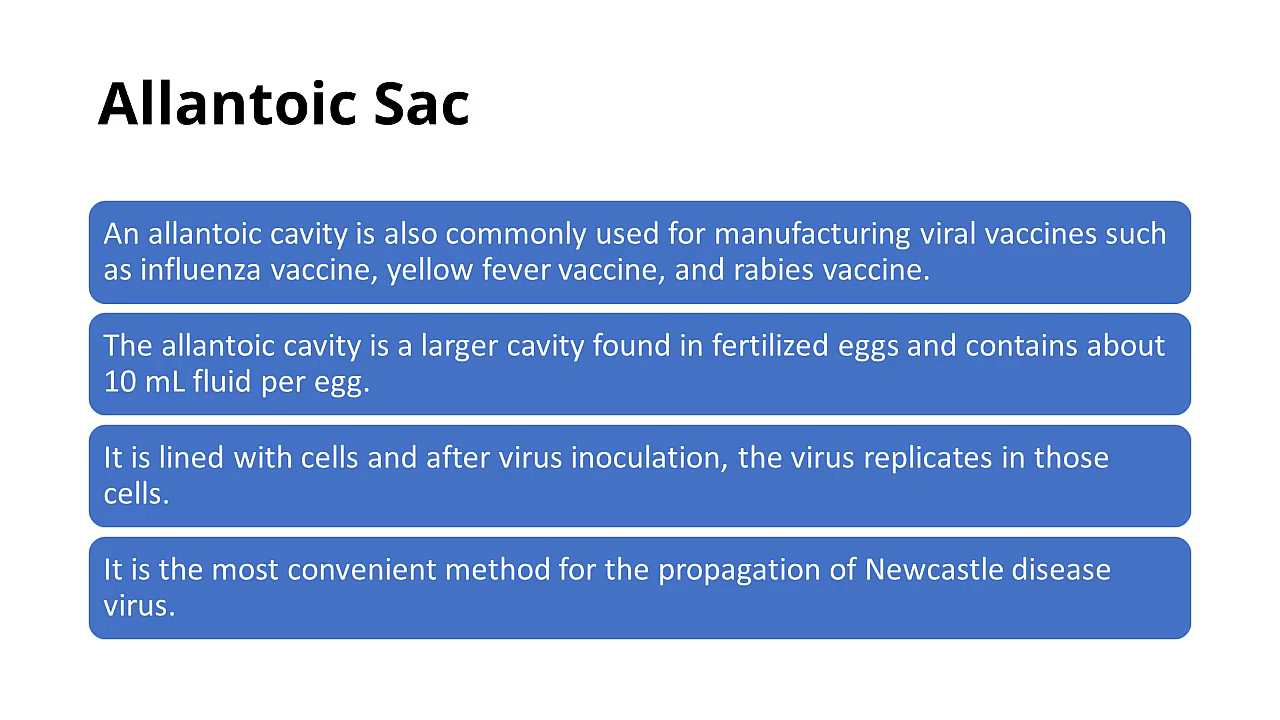 Allantoic Sac
An allantoic cavity is also commonly used for manufacturing viral vaccines such
as influenza vaccine, yellow fever vaccine, and rabies vaccine.
The allantoic cavity is a larger cavity found in fertilized eggs and contains about
10 mL fluid per egg.
It is lined with cells and after virus inoculation, the virus replicates in those
cells.
It is the most convenient method for the propagation of Newcastle disease
virus.